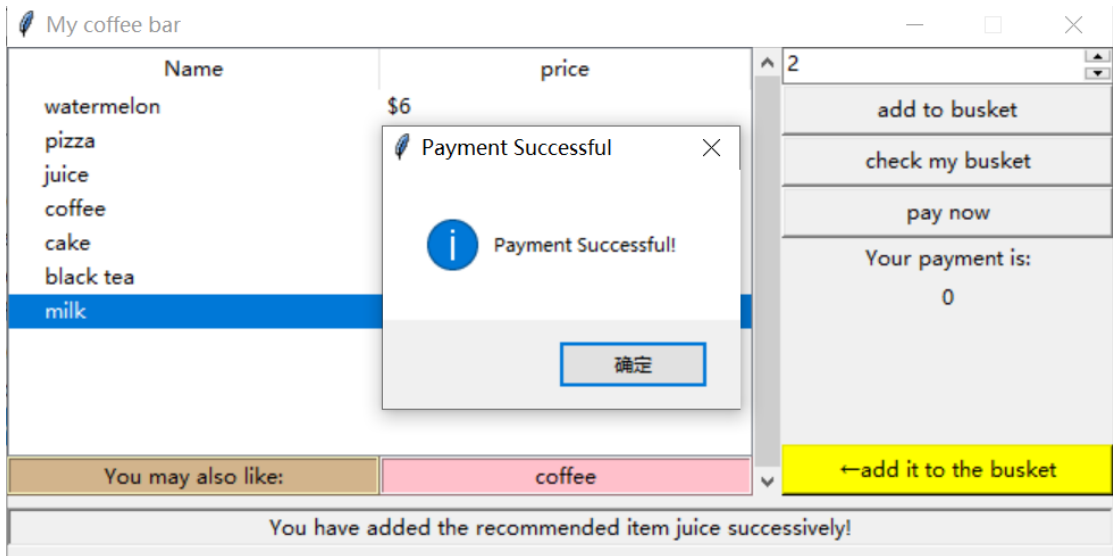 My coffee bar
Name price
2
watermelon $6
add to busket
pizza
Payment Successful
juice
check my busket
coffee
pay now
cake
Payment Successful!
Your payment is:
black tea
0
milk
确定
You may also like:
coffee
←add it to the busket
You have added the recommended item juice successively!